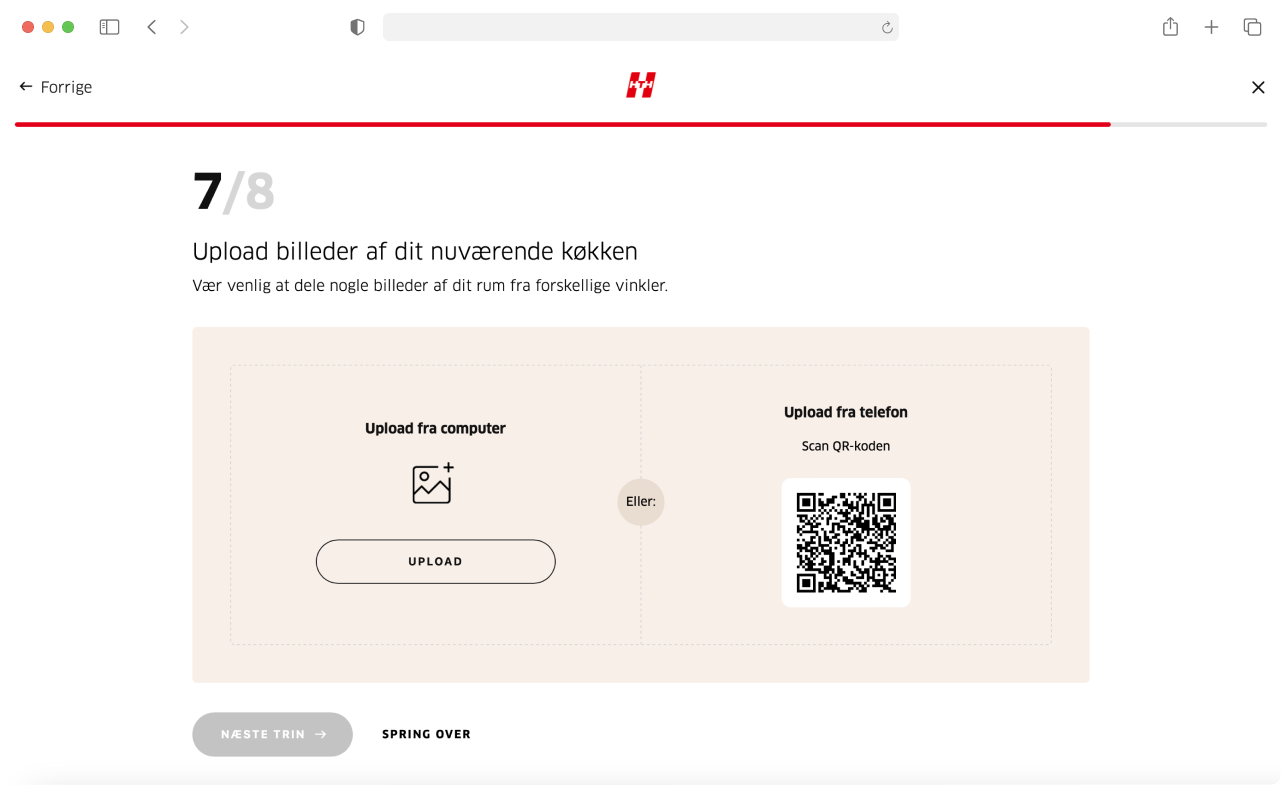 Forrige
HTH
7/8
Upload billeder af dit nuværende køkken
Vær venlig at dele nogle billeder af dit rum fra forskellige vinkler.
Upload fra computer
UPLOAD
Eller:
Upload fra telefon
Scan QR-koden
NÆSTE TRIN
SPRING OVER